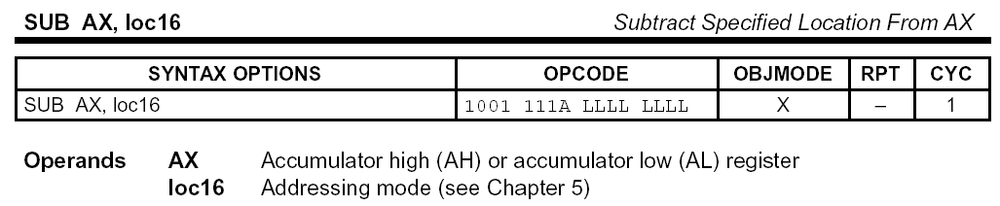 SUB AX, loc16 Subtract Specified Location From AX
SYNTAX OPTIONS OPCODE OBJMODE RPT CYC
SUB AX, loc16 1001 111A LLLL LLLL X – 1
Operands AX Accumulator high (AH) or accumulator low (AL) register
loc16 Addressing mode (see Chapter 5)